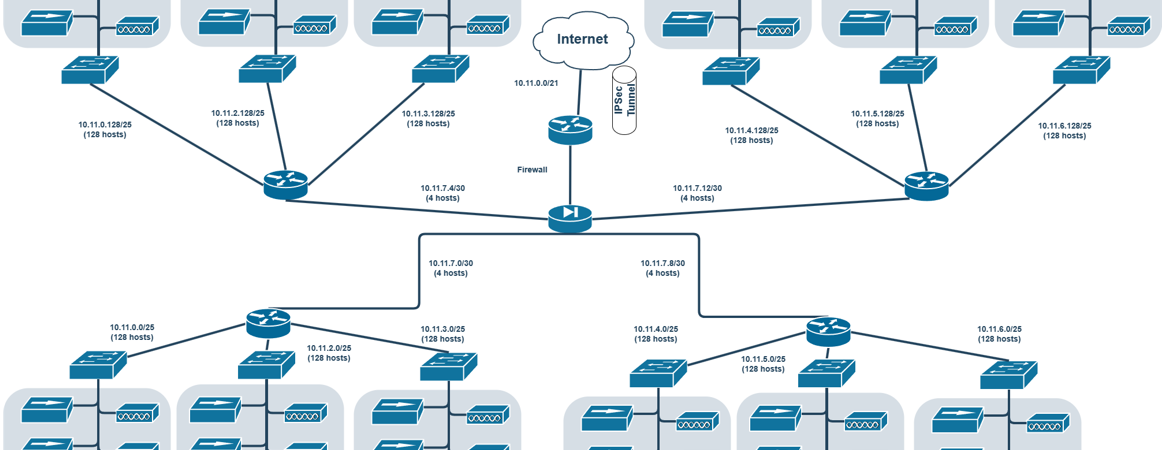 Internet
10.11.0.0/21
IPSec
Tunnel
10.11.0.128/25
(128 hosts)
10.11.2.128/25
(128 hosts)
10.11.3.128/25
(128 hosts)
10.11.4.128/25
(128 hosts)
10.11.5.128/25
(128 hosts)
10.11.6.128/25
(128 hosts)
Firewall
10.11.7.4/30
(4 hosts)
10.11.7.12/30
(4 hosts)
10.11.7.0/30
(4 hosts)
10.11.7.8/30
(4 hosts)
10.11.0.0/25
(128 hosts)
10.11.2.0/25
(128 hosts)
10.11.3.0/25
(128 hosts)
10.11.4.0/25
(128 hosts)
10.11.5.0/25
(128 hosts)
10.11.6.0/25
(128 hosts)